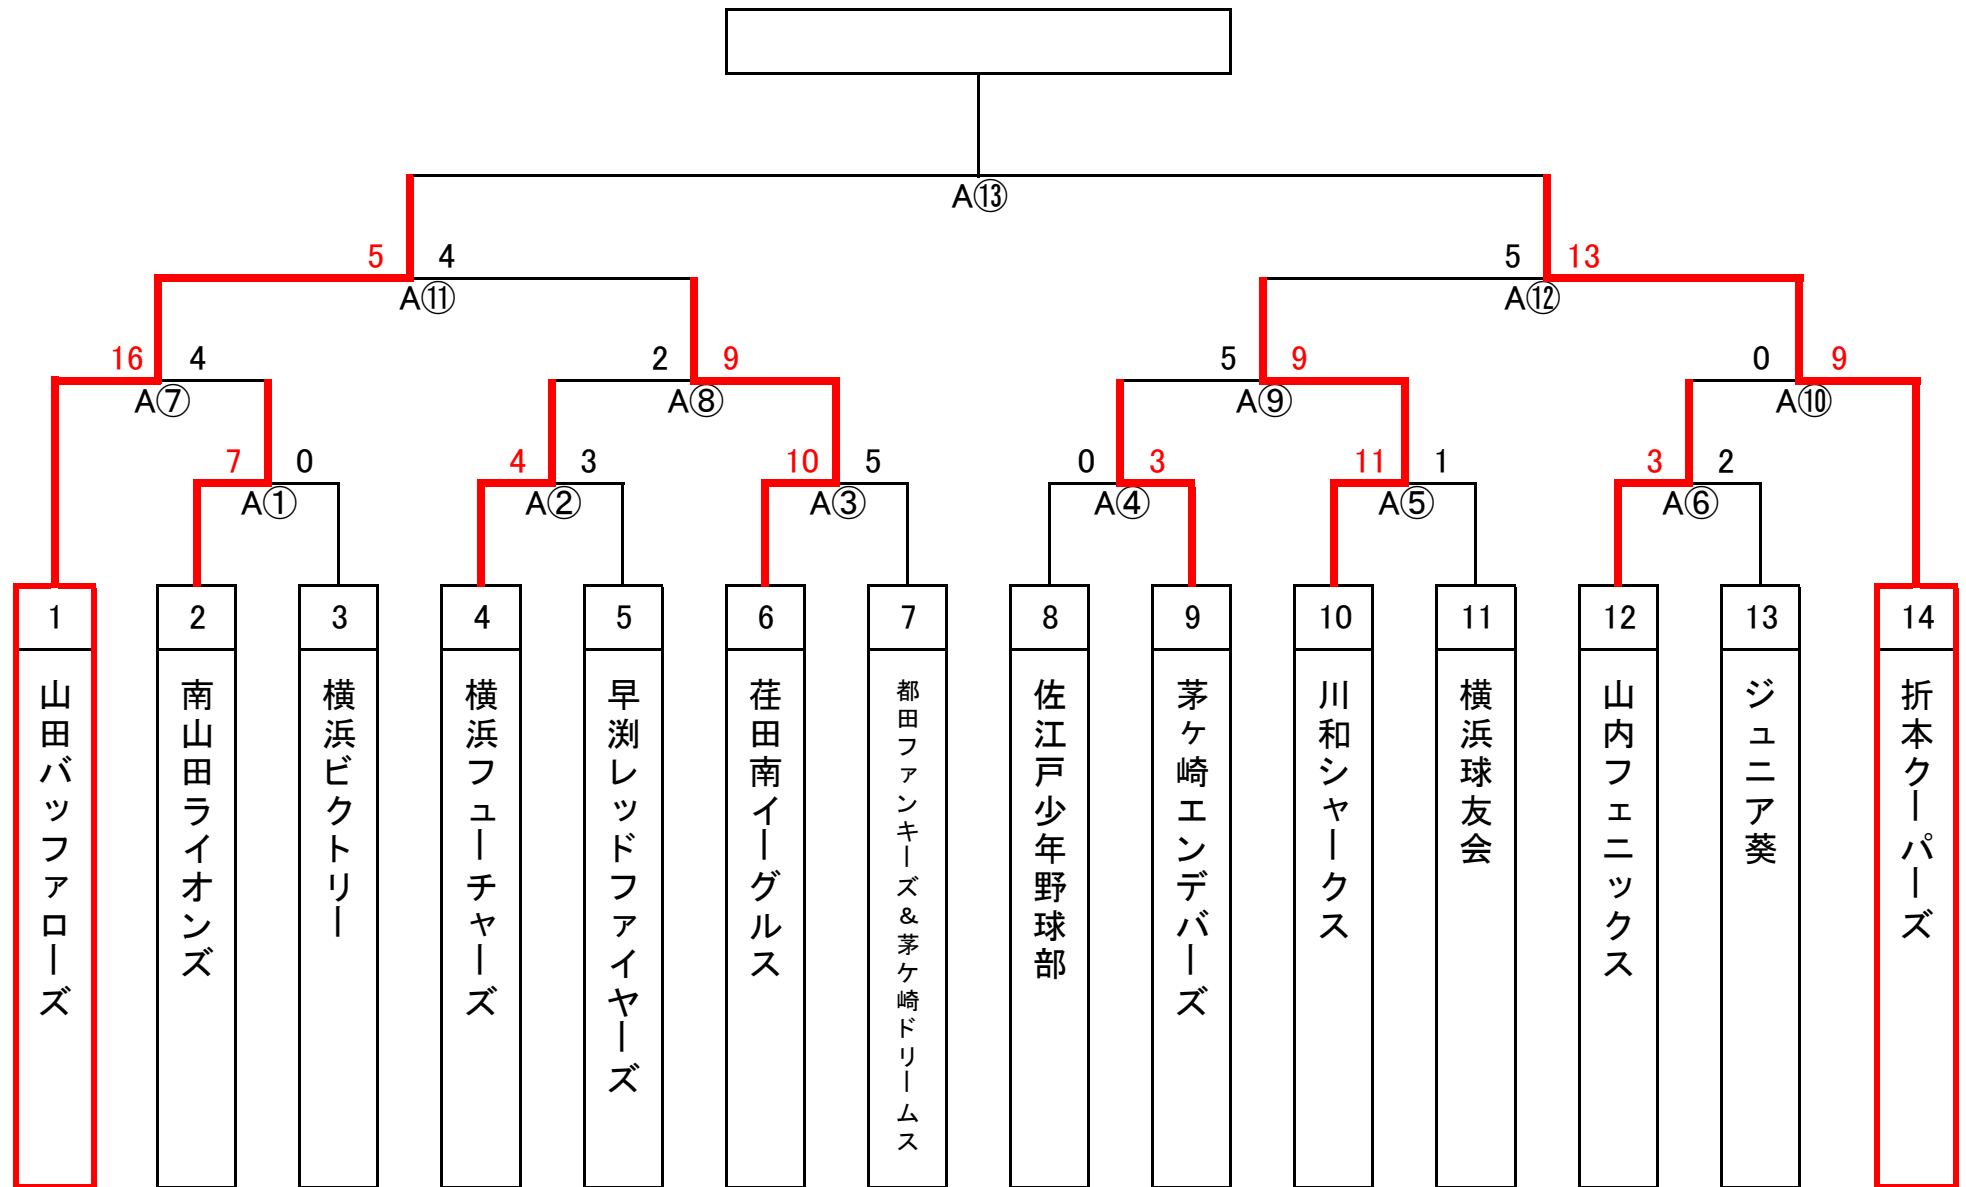 A⑬
5 4
5 13
A⑪
A⑫
16 4
2 9
5 9
0 9
A⑦
A⑧
A⑨
A⑩
7 0
4 3
10 5
0 3
11 1
3 2
A①
A②
A③
A④
A⑤
A⑥
1 2 3 4 5 6 7 8 9 10 11 12 13 14
山田バッファローズ
南山田ライオンズ
横浜ビクトリー
横浜フューチャーズ
早渕レッドファイヤーズ
荏田南イーグルス
都田ファンキーズ&茅ケ崎ドリームス
佐江戸少年野球部
茅ケ崎エンデバーズ
川和シャークス
横浜球友会
山内フェニックス
ジュニア葵
折本クーパーズ